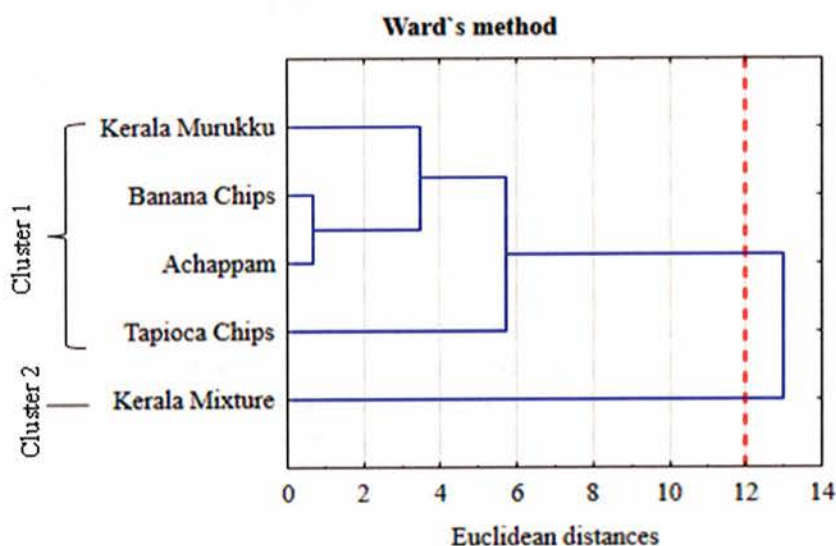 Ward`s method
Cluster 1
Kerala Murukku
Banana Chips
Achappam
Tapioca Chips
Cluster 2
Kerala Mixture
0 2 4 6 8 10 12 14
Euclidean distances